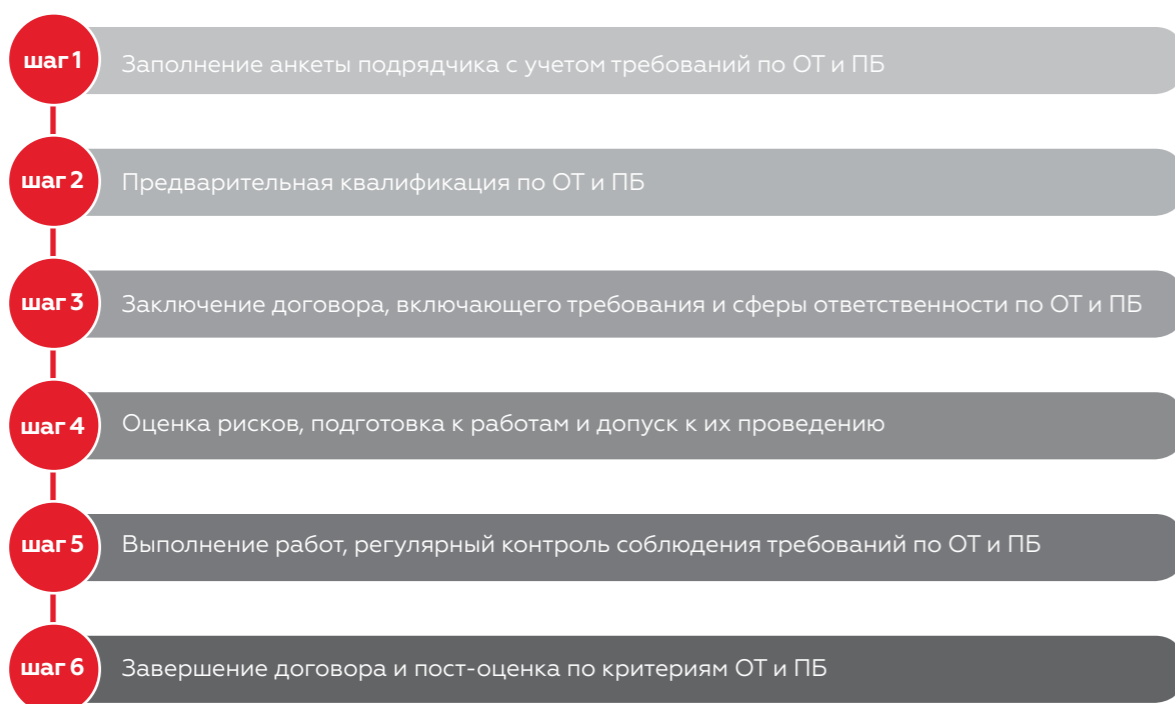 шаг 1
Заполнение анкеты подрядчика с учетом требований по ОТ и ПБ
шаг 2
Предварительная квалификация по ОТ и ПБ
шаг 3
Заключение договора, включающего требования и сферы ответственности по ОТ и ПБ
шаг 4
Оценка рисков, подготовка к работам и допуск к их проведению
шаг 5
Выполнение работ, регулярный контроль соблюдения требований по ОТ и ПБ
шаг 6
Завершение договора и пост-оценка по критериям ОТ и ПБ